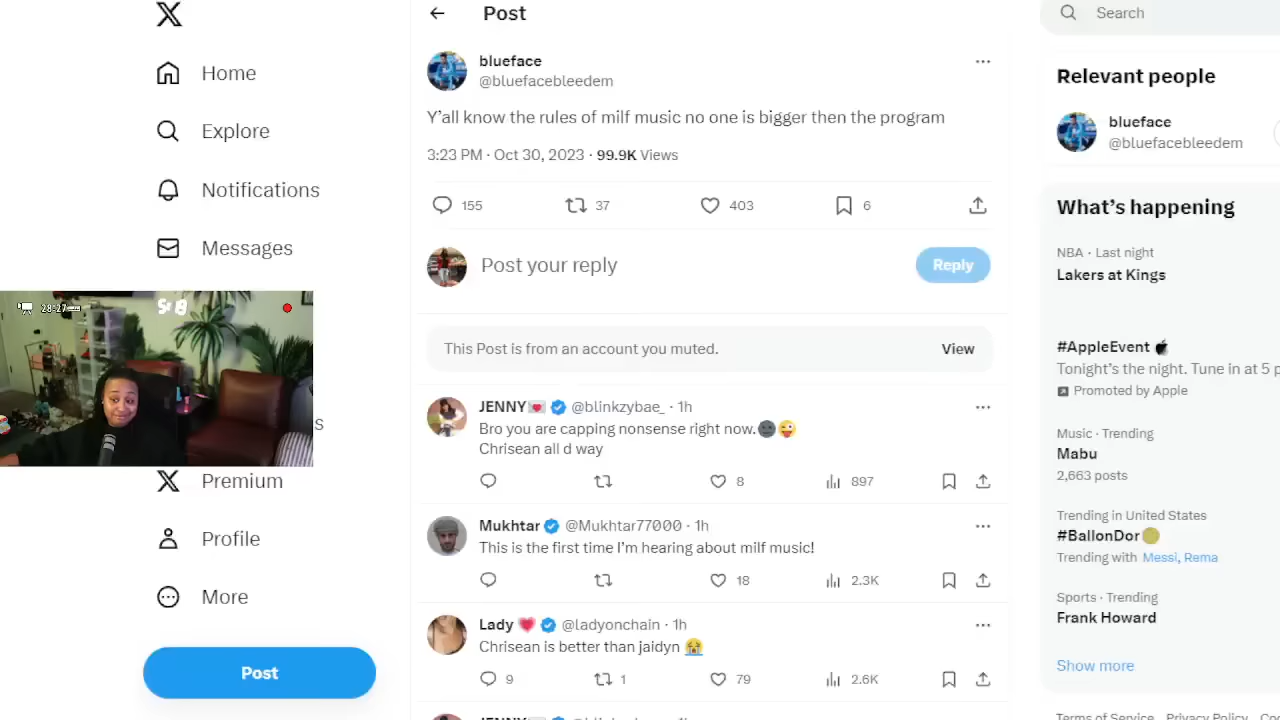 Home
Explore
Notifications
Messages
28:27
s
Premium
Profile
More
Post
Post
blueface
@bluefacebleedem
Y'all know the rules of milf music no one is bigger then the program
3:23 PM · Oct 30, 2023 · 99.9K Views
155 37 403 6
Post your reply
Reply
This Post is from an account you muted.
View
JENNY💌 @blinkzybae_ · 1h
Bro you are capping nonsense right now.🌚😜
Chrisean all d way
8 897
Mukhtar @Mukhtar77000 · 1h
This is the first time I'm hearing about milf music!
18 2.3K
Lady 💗 @ladyonchain · 1h
Chrisean is better than jaidyn 😭
9 1 79 2.6K
Search
Relevant people
blueface
@bluefacebleedem
What's happening
NBA · Last night
Lakers at Kings
#AppleEvent
Tonight's the night. Tune in at 5 p
Promoted by Apple
Music · Trending
Mabu
2,663 posts
Trending in United States
#BallonDor
Trending with Messi, Rema
Sports · Trending
Frank Howard
Show more
Terms of Service Privacy Policy